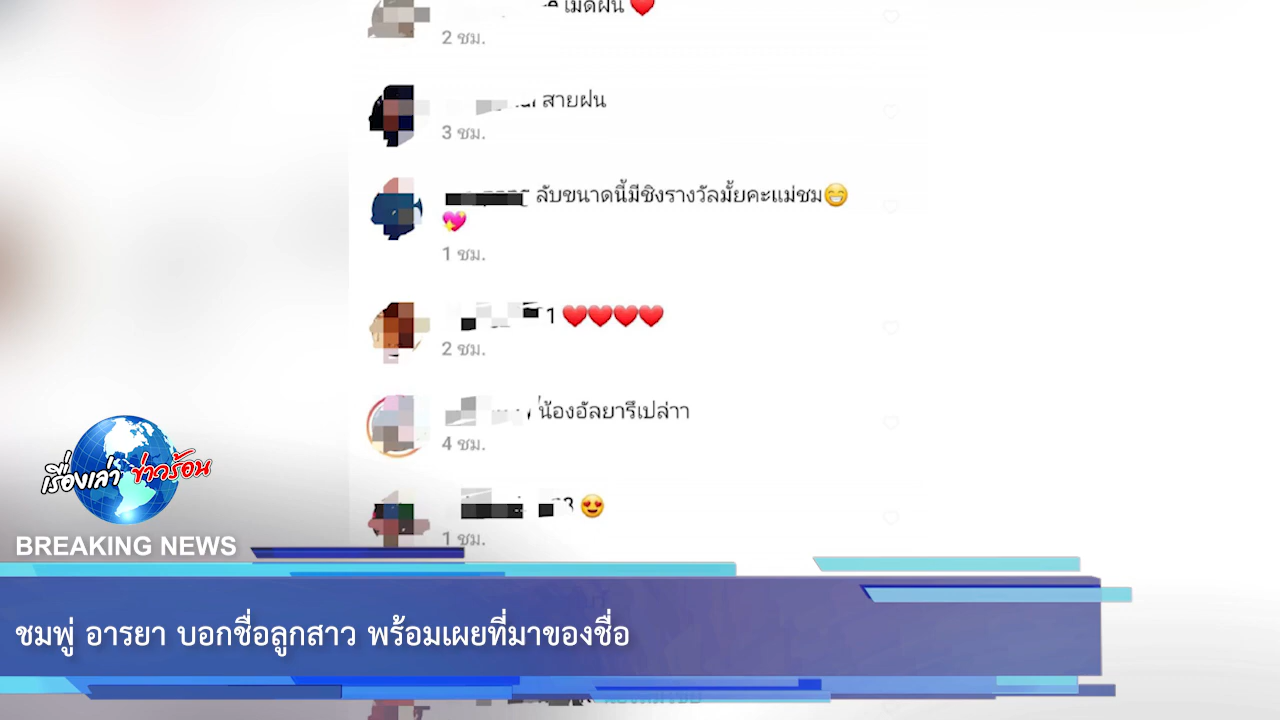 เม็ดฝน ❤️
2 ชม.
สายฝน
3 ชม.
ลับขนาดนี้มีชิงรางวัลมั้ยคะแม่ชม😁
💖
1 ชม.
1 ❤️❤️❤️❤️
2 ชม.
น้องอัลยารึเปล่าา
4 ชม.
😍
1 ชม.
เรื่องเล่า ข่าวร้อน
BREAKING NEWS
ชมพู่ อารยา บอกชื่อลูกสาว พร้อมเผยที่มาของชื่อ